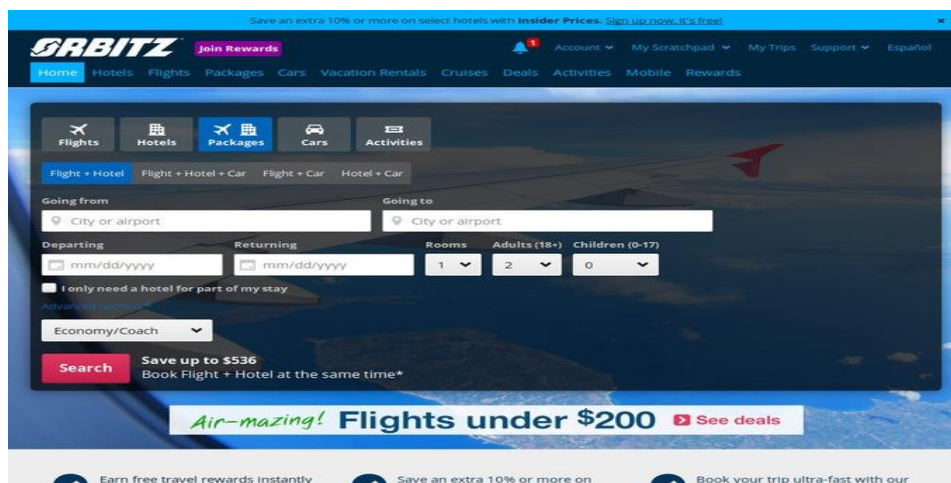 Save an extra 10% or more on select hotels with Insider Prices. Sign up now, it's free!
ORBITZ Join Rewards 1 Account My Scratchpad My Trips Support Español
Home Hotels Flights Packages Cars Vacation Rentals Cruises Deals Activities Mobile Rewards
Flights Hotels Packages Cars Activities
Flight + Hotel Flight + Hotel + Car Flight + Car Hotel + Car
Going from Going to
City or airport City or airport
Departing Returning Rooms Adults (18+) Children (0-17)
mm/dd/yyyy mm/dd/yyyy 1 2 0
I only need a hotel for part of my stay
Advanced options
Economy/Coach
Search Save up to $536
Book Flight + Hotel at the same time*
Air-mazing! Flights under $200 See deals
Earn free travel rewards instantly Save an extra 10% or more on Book your trip ultra-fast with our